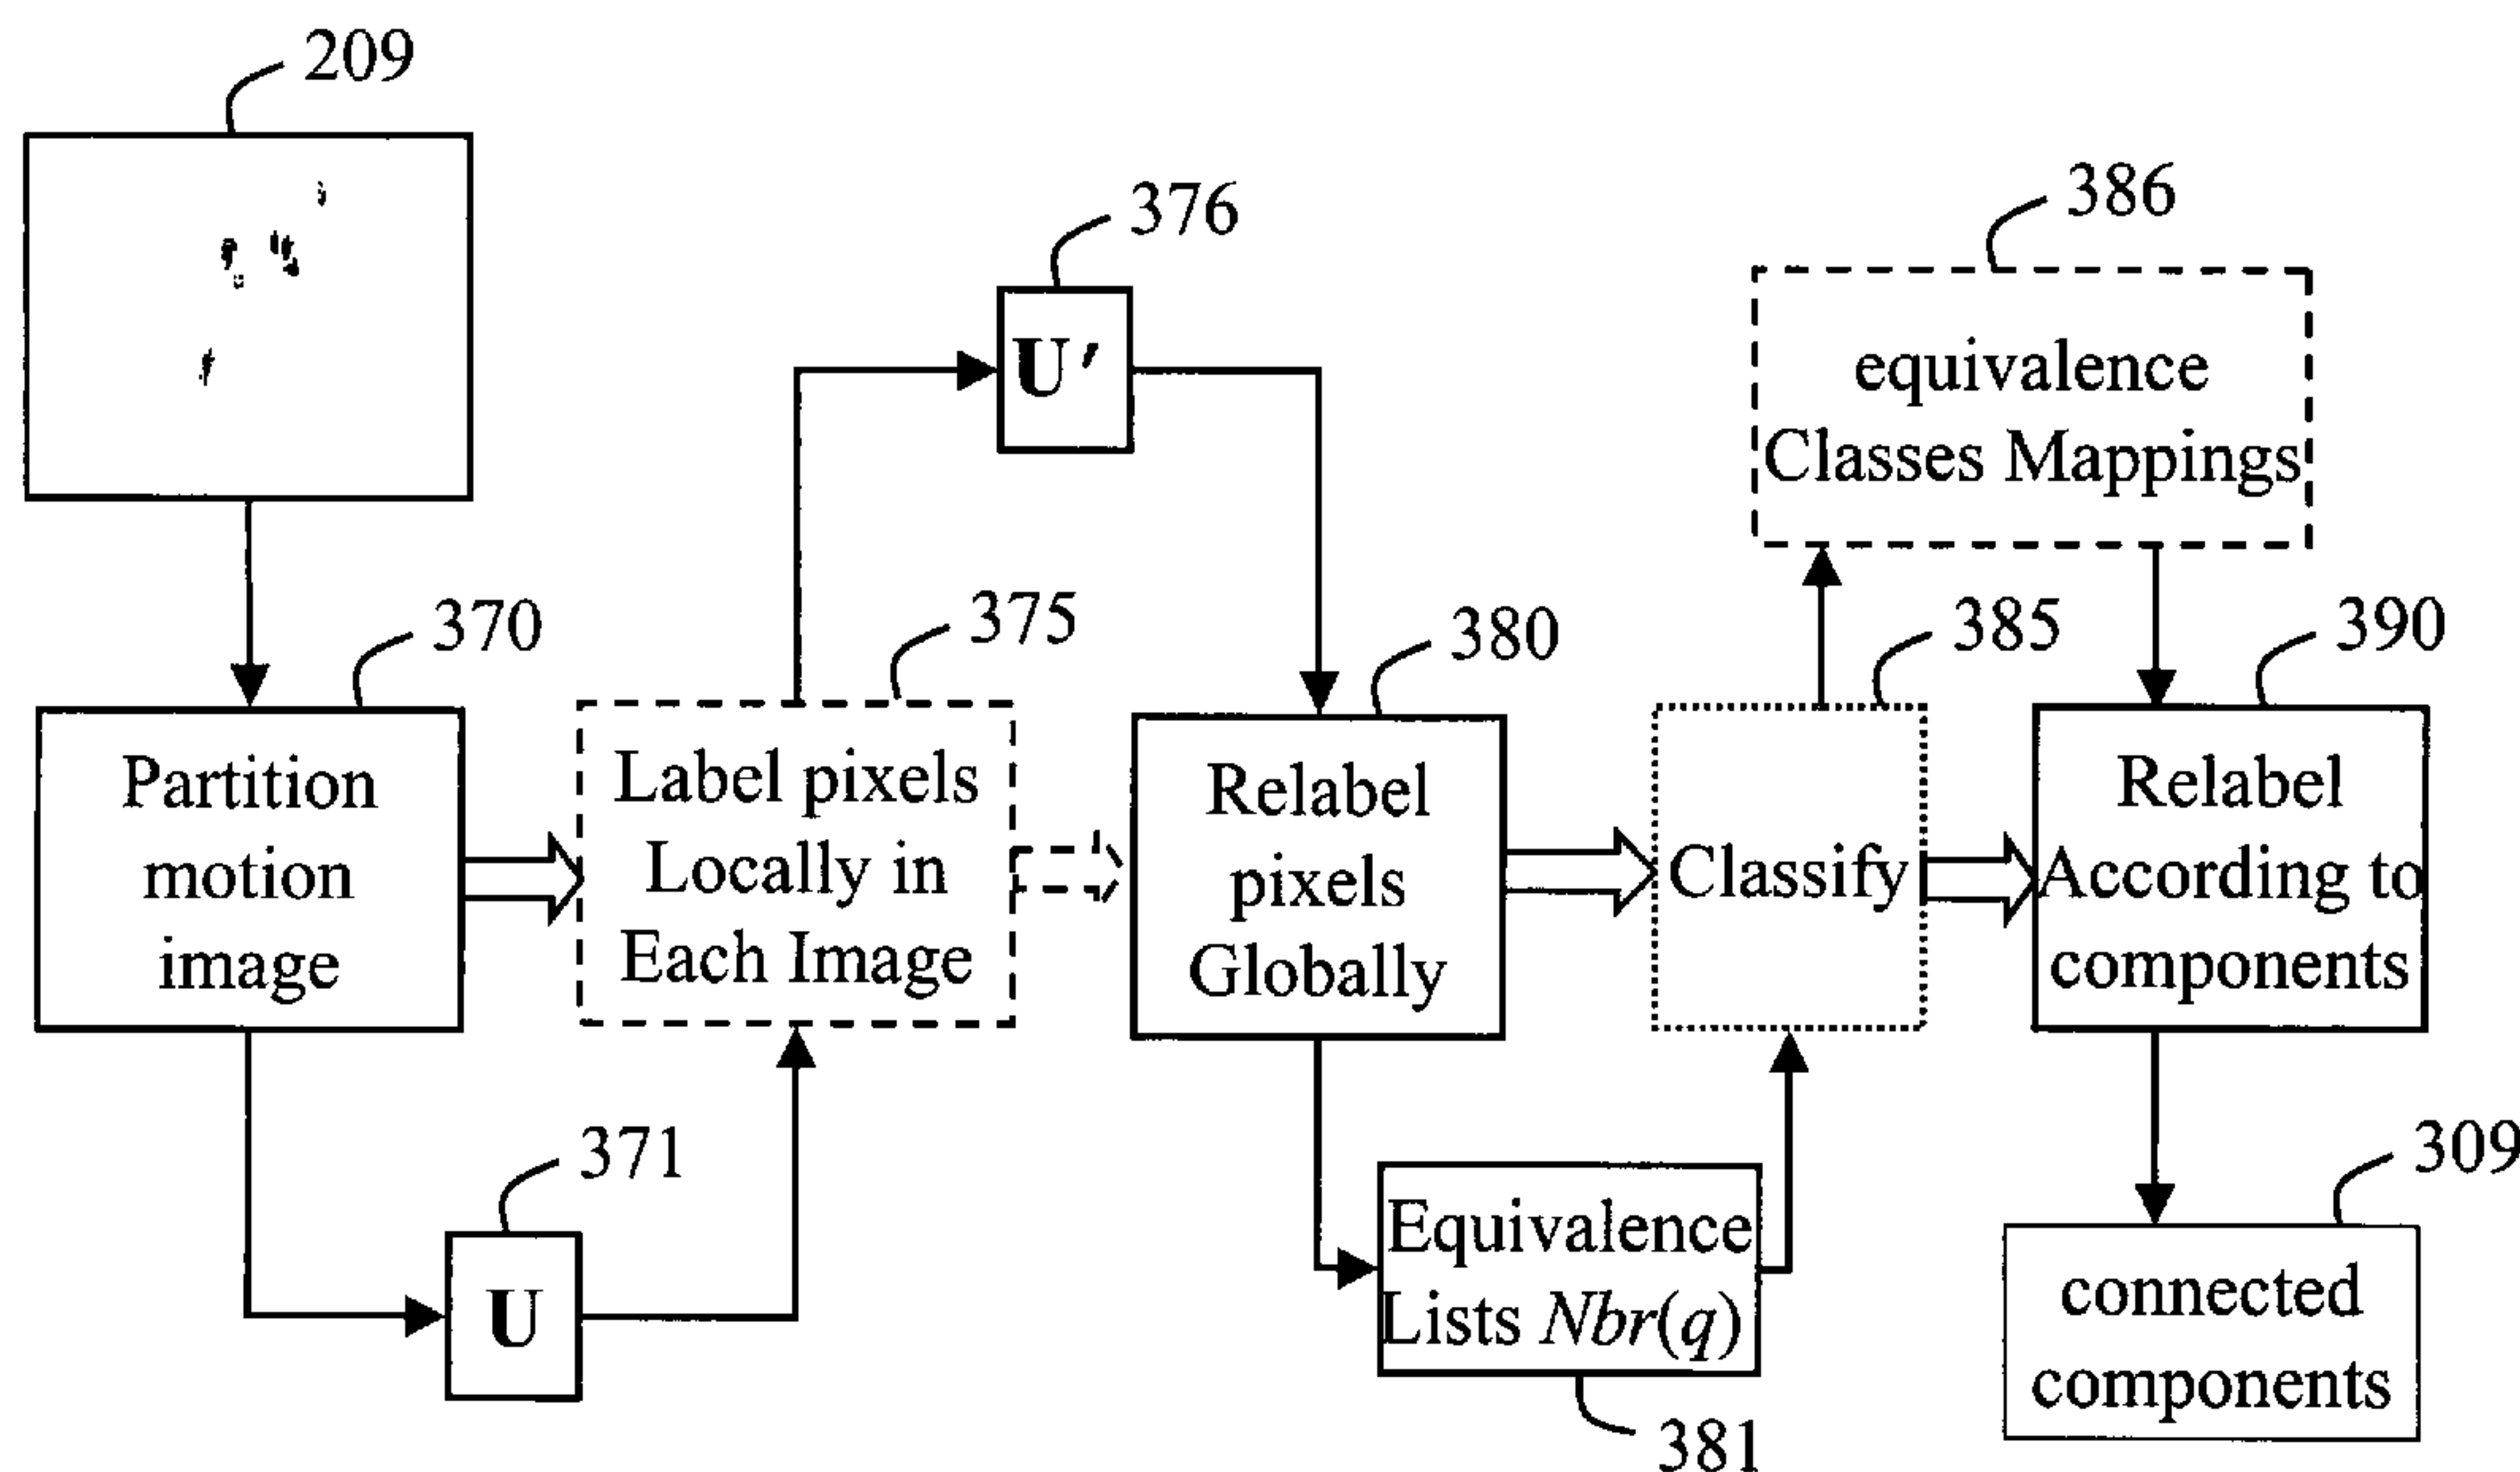 209
376
386
U'
equivalence
Classes Mappings
370
375
380
385
390
Partition
motion
image
Label pixels
Locally in
Each Image
Relabel
pixels
Globally
Classify
Relabel
According to
components
371
U
Equivalence
Lists Nbr(q)
381
309
connected
components